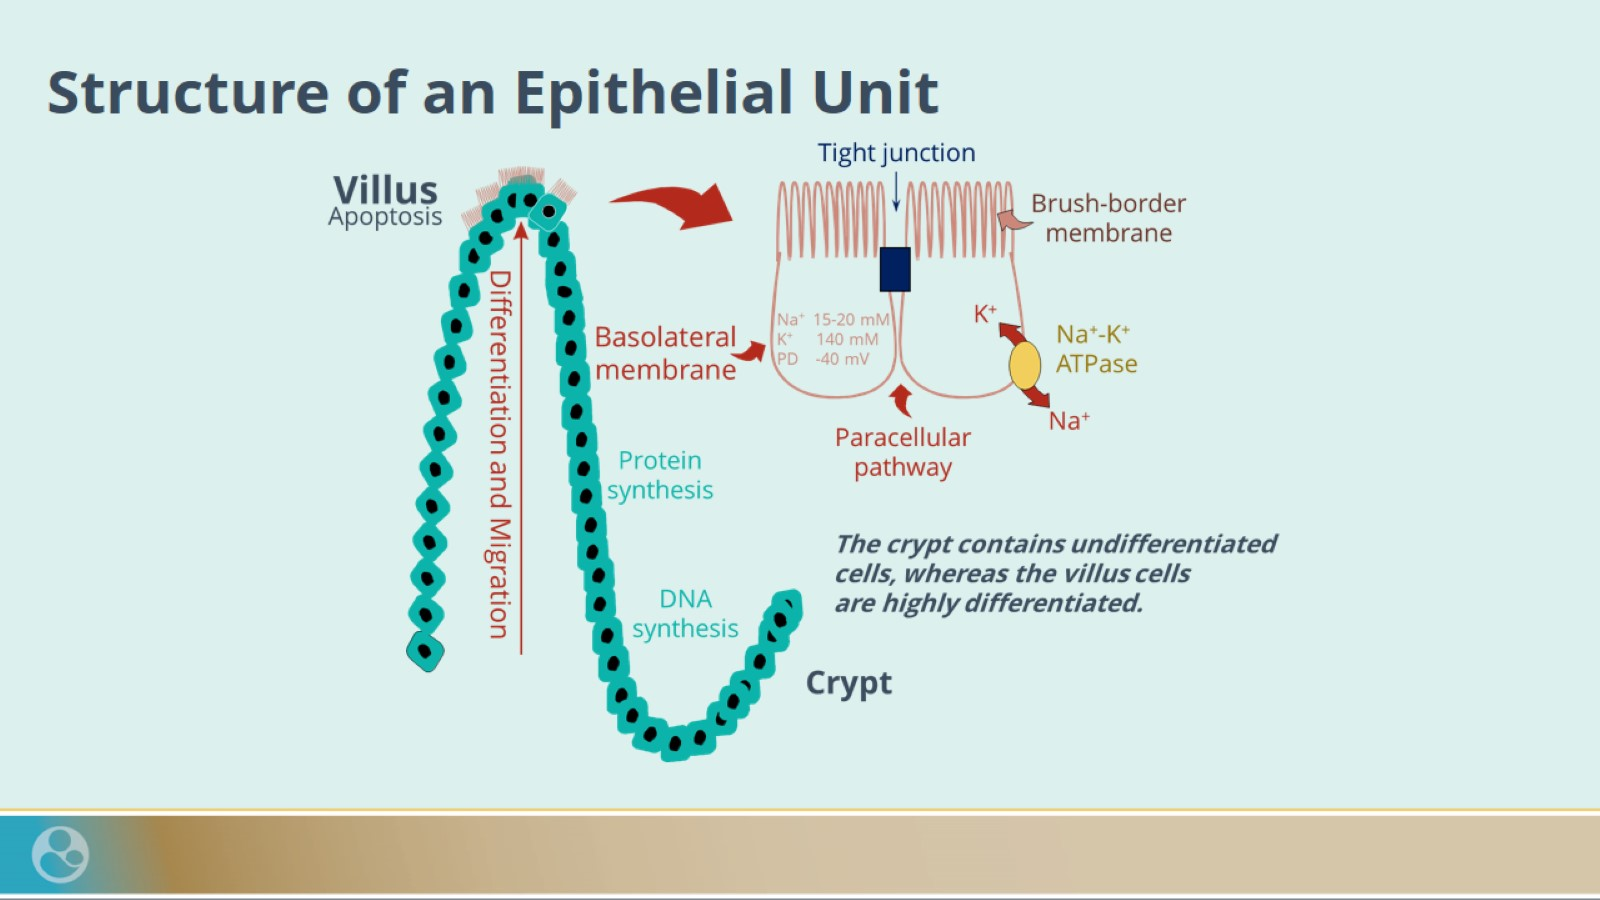 Structure of an Epithelial Unit
Villus
Apoptosis
Differentiation and Migration
Tight junction
Brush-border
membrane
Basolateral
membrane
Na⁺ 15-20 mM
K⁺ 140 mM
PD -40 mV
K⁺
Na⁺-K⁺
ATPase
Na⁺
Paracellular
pathway
Protein
synthesis
DNA
synthesis
The crypt contains undifferentiated
cells, whereas the villus cells
are highly differentiated.
Crypt